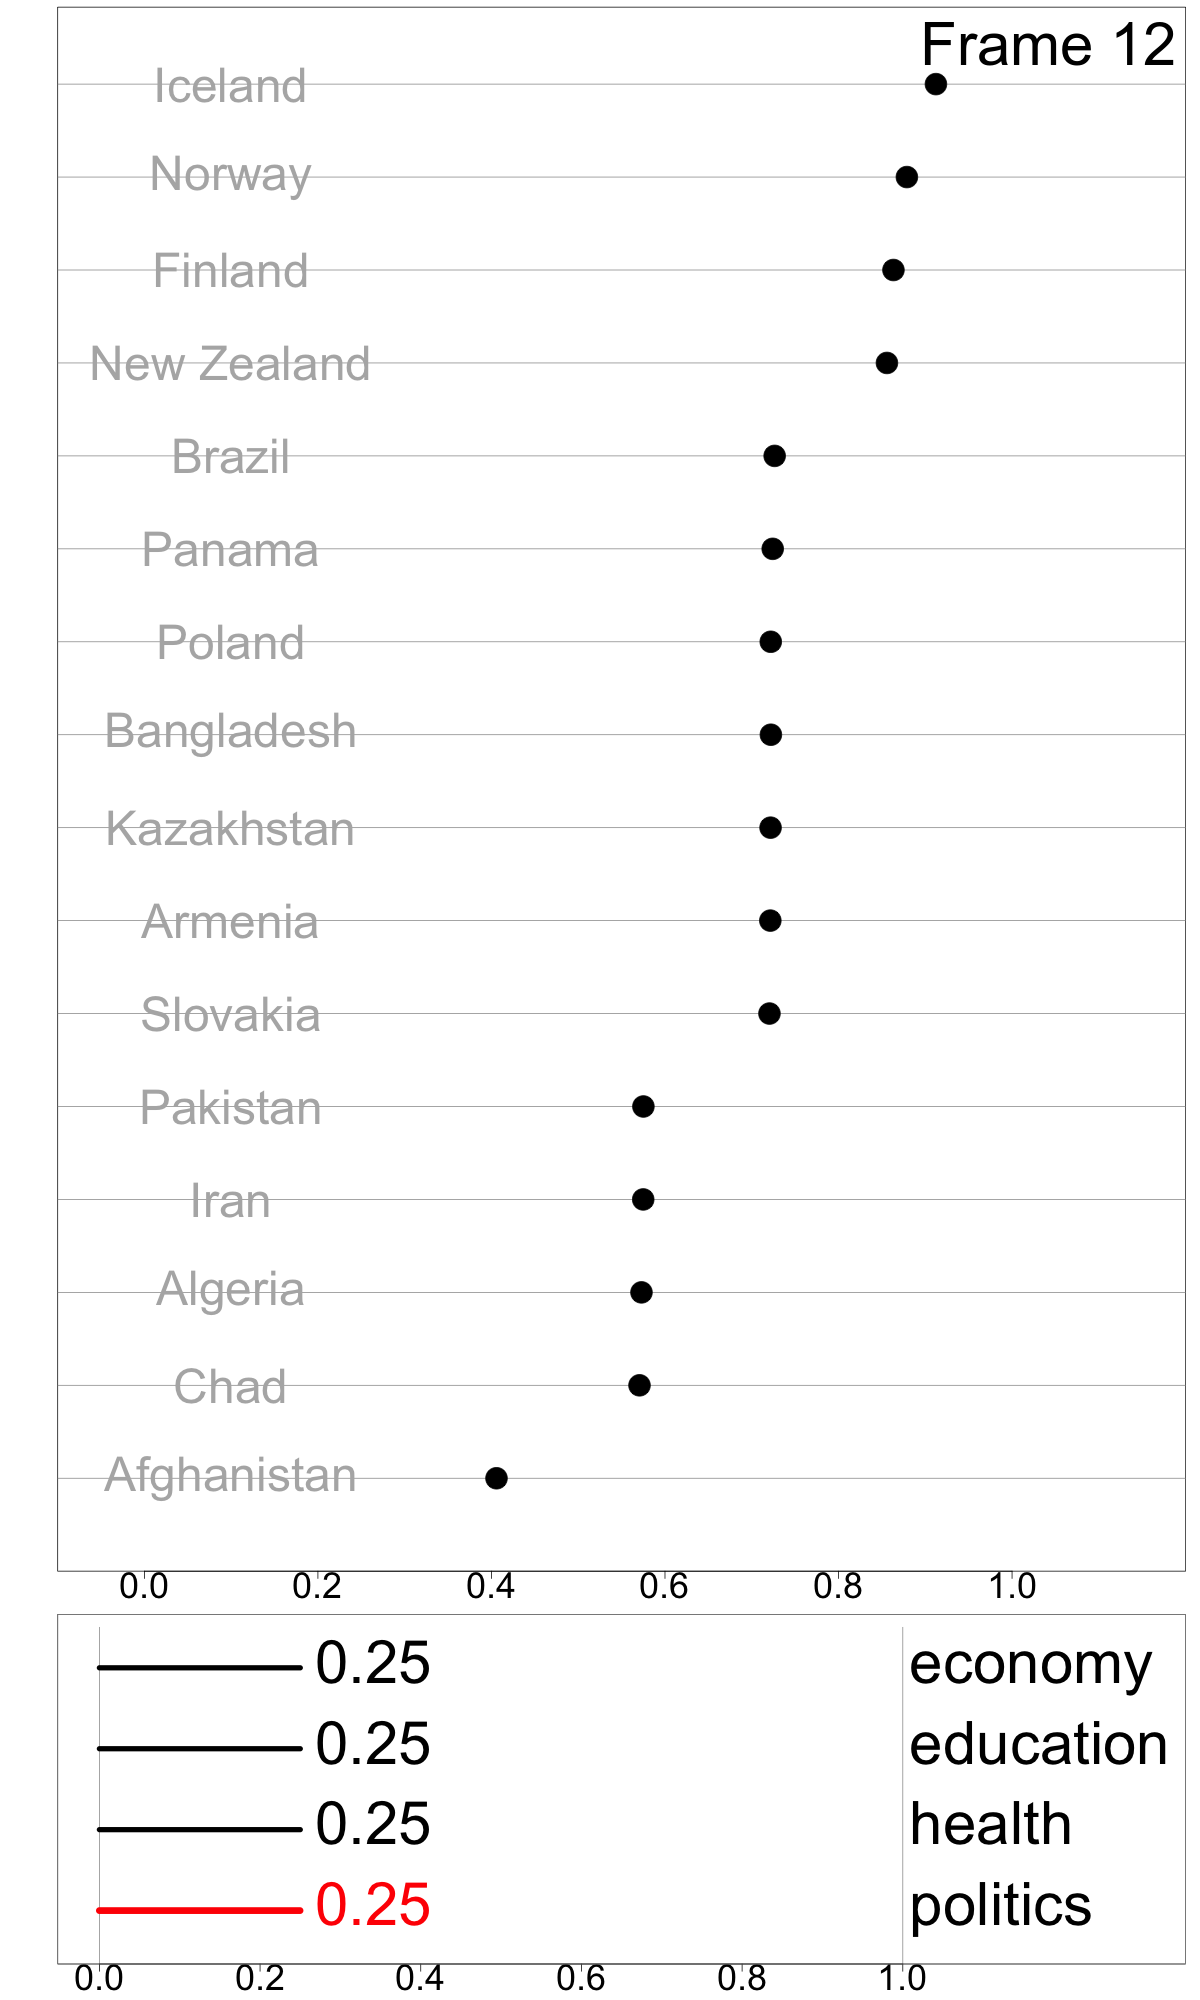 Frame 12
Iceland
Norway
Finland
New Zealand
Brazil
Panama
Poland
Bangladesh
Kazakhstan
Armenia
Slovakia
Pakistan
Iran
Algeria
Chad
Afghanistan
0.0 0.2 0.4 0.6 0.8 1.0
0.25 economy
0.25 education
0.25 health
0.25 politics
0.0 0.2 0.4 0.6 0.8 1.0